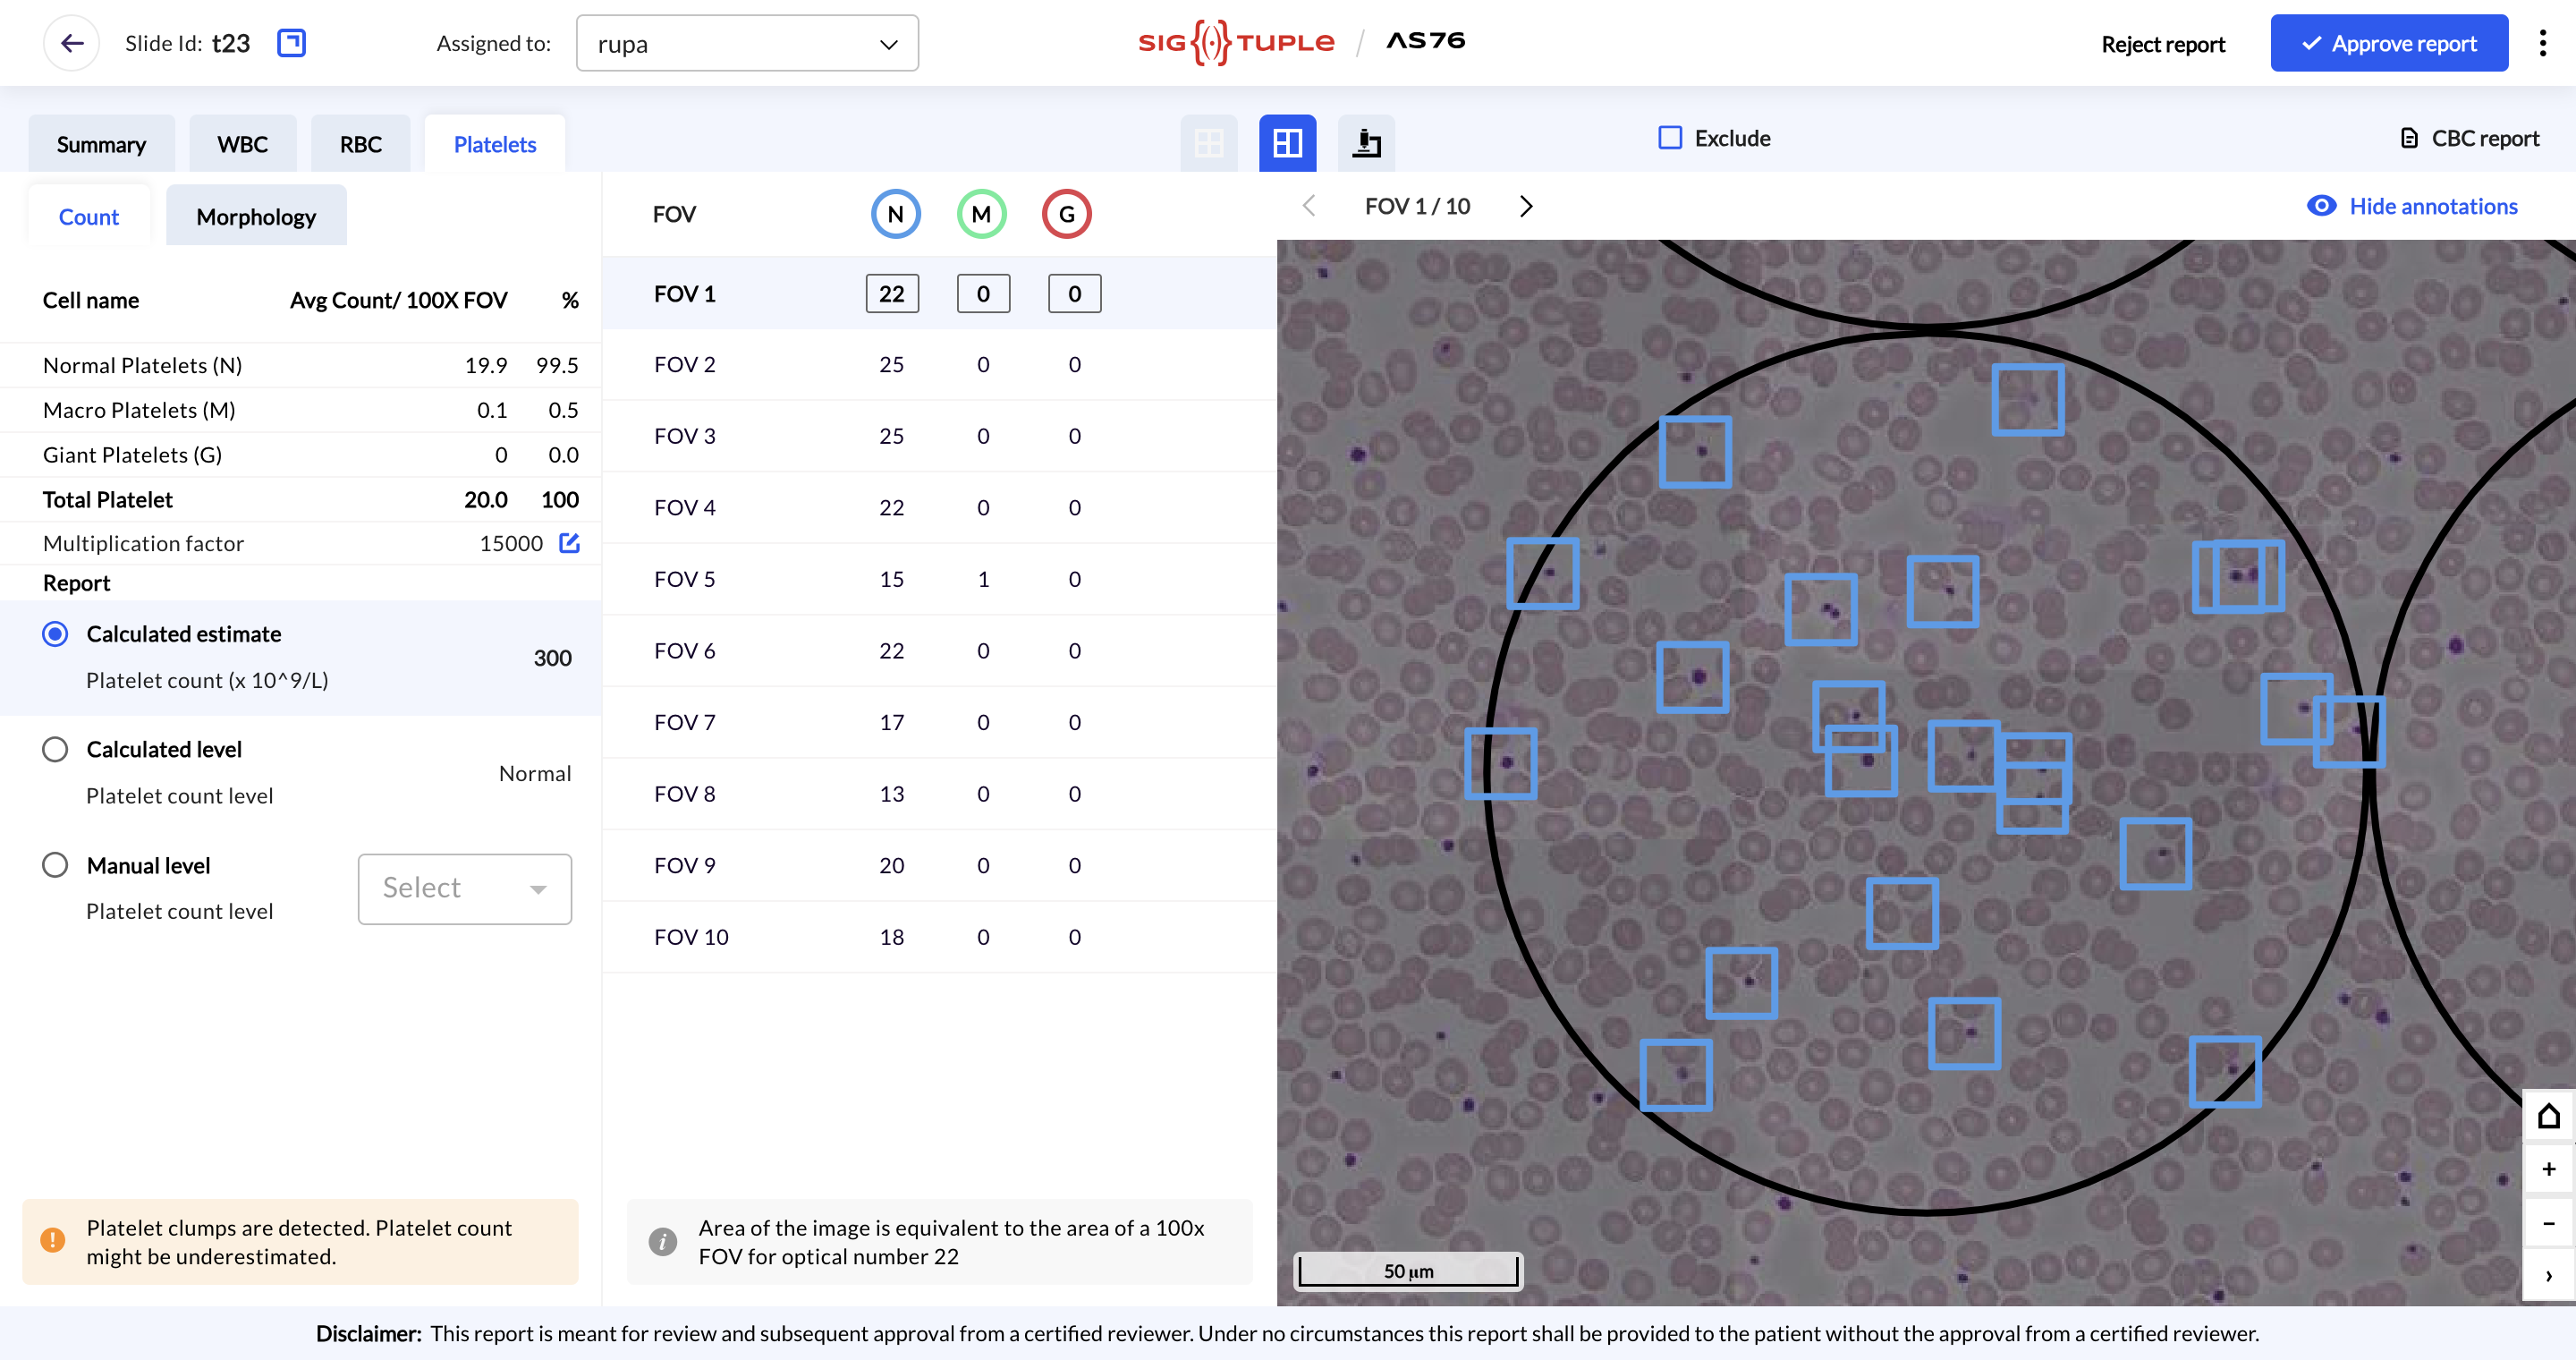 Slide Id: t23
Assigned to: rupa
SIG{(·)}TUPLE / AS76
Reject report
Approve report
Summary
WBC
RBC
Platelets
Exclude
CBC report
Count
Morphology
Cell name Avg Count/ 100X FOV %
Normal Platelets (N) 19.9 99.5
Macro Platelets (M) 0.1 0.5
Giant Platelets (G) 0 0.0
Total Platelet 20.0 100
Multiplication factor 15000
Report
Calculated estimate
Platelet count (x 10^9/L) 300
Calculated level
Platelet count level Normal
Manual level
Platelet count level Select
Platelet clumps are detected. Platelet count
might be underestimated.
FOV N M G
FOV 1 22 0 0
FOV 2 25 0 0
FOV 3 25 0 0
FOV 4 22 0 0
FOV 5 15 1 0
FOV 6 22 0 0
FOV 7 17 0 0
FOV 8 13 0 0
FOV 9 20 0 0
FOV 10 18 0 0
Area of the image is equivalent to the area of a 100x
FOV for optical number 22
FOV 1 / 10
Hide annotations
50 µm
Disclaimer: This report is meant for review and subsequent approval from a certified reviewer. Under no circumstances this report shall be provided to the patient without the approval from a certified reviewer.